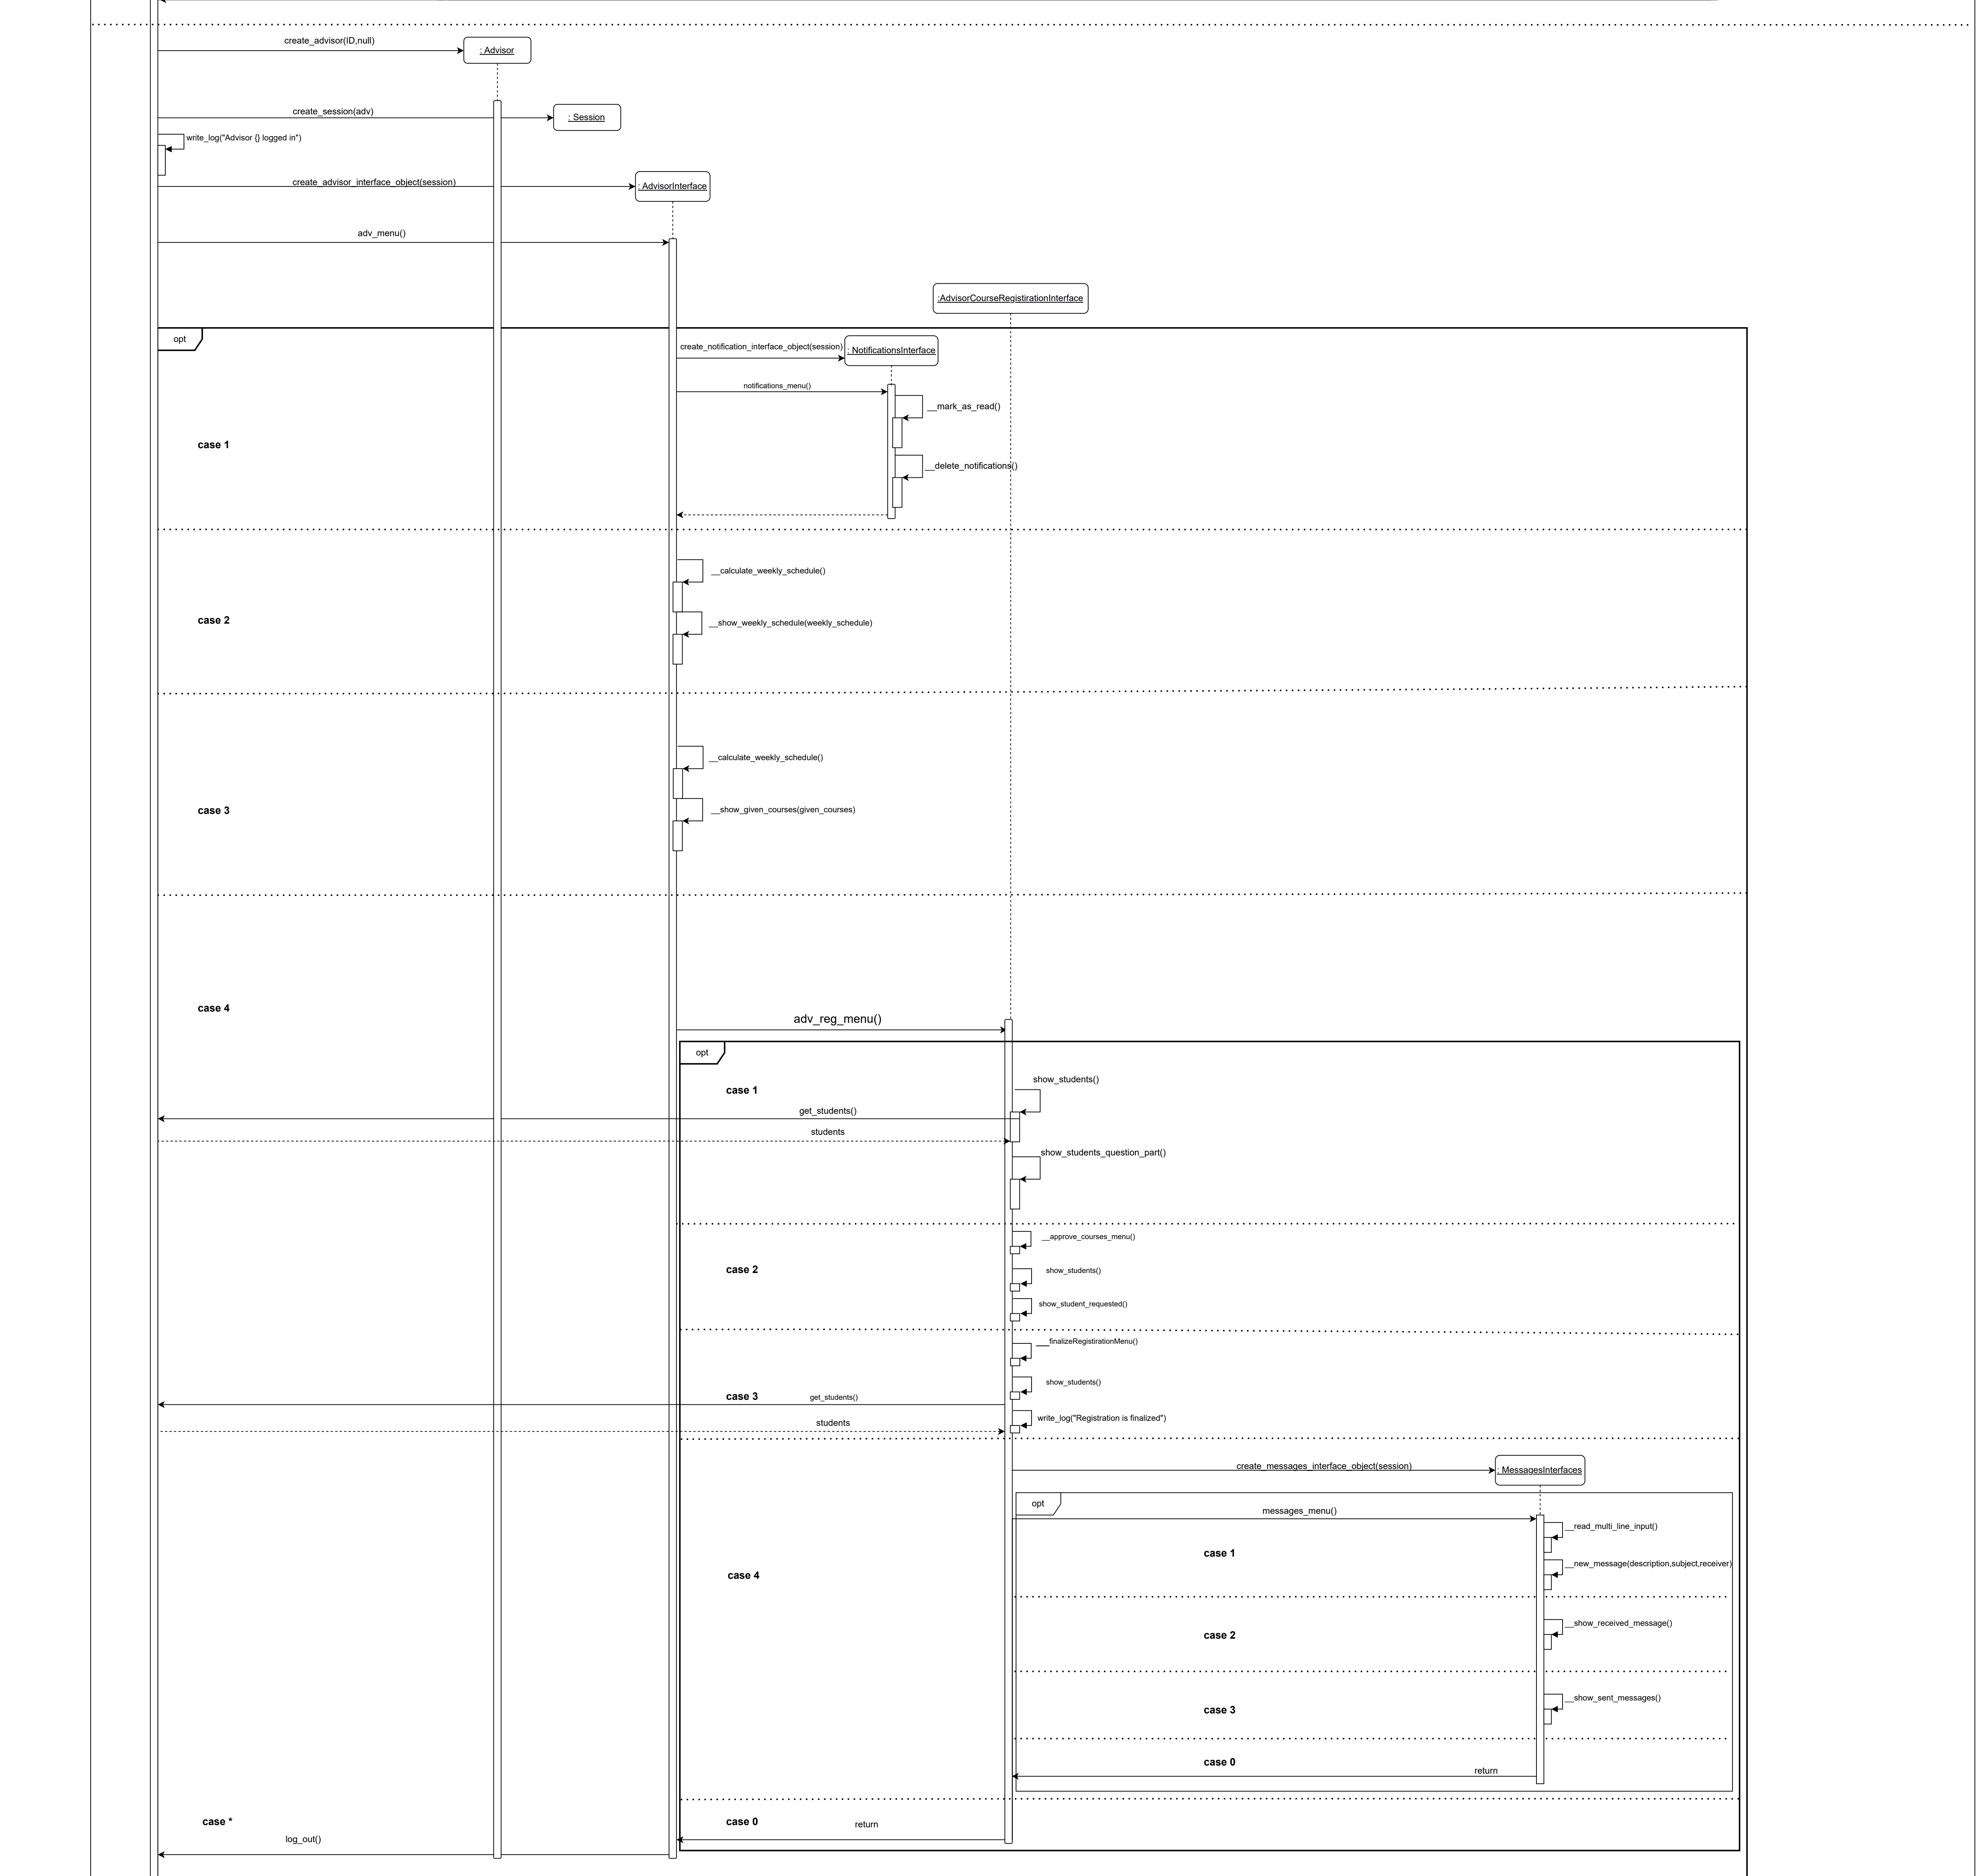 create_advisor(ID,null)
: Advisor
create_session(adv)
: Session
write_log("Advisor {} logged in")
create_advisor_interface_object(session)
: AdvisorInterface
adv_menu()
:AdvisorCourseRegistirationInterface
opt
create_notification_interface_object(session)
: NotificationsInterface
notifications_menu()
__mark_as_read()
case 1
__delete_notifications()
__calculate_weekly_schedule()
case 2
__show_weekly_schedule(weekly_schedule)
__calculate_weekly_schedule()
case 3
__show_given_courses(given_courses)
case 4
adv_reg_menu()
opt
show_students()
case 1
get_students()
students
show_students_question_part()
__approve_courses_menu()
case 2
show_students()
show_student_requested()
___finalizeRegistirationMenu()
show_students()
case 3
get_students()
write_log("Registration is finalized")
students
create_messages_interface_object(session)
: MessagesInterfaces
opt
messages_menu()
__read_multi_line_input()
case 1
__new_message(description,subject,receiver)
case 4
__show_received_message()
case 2
__show_sent_messages()
case 3
case 0
return
case *
case 0
return
log_out()